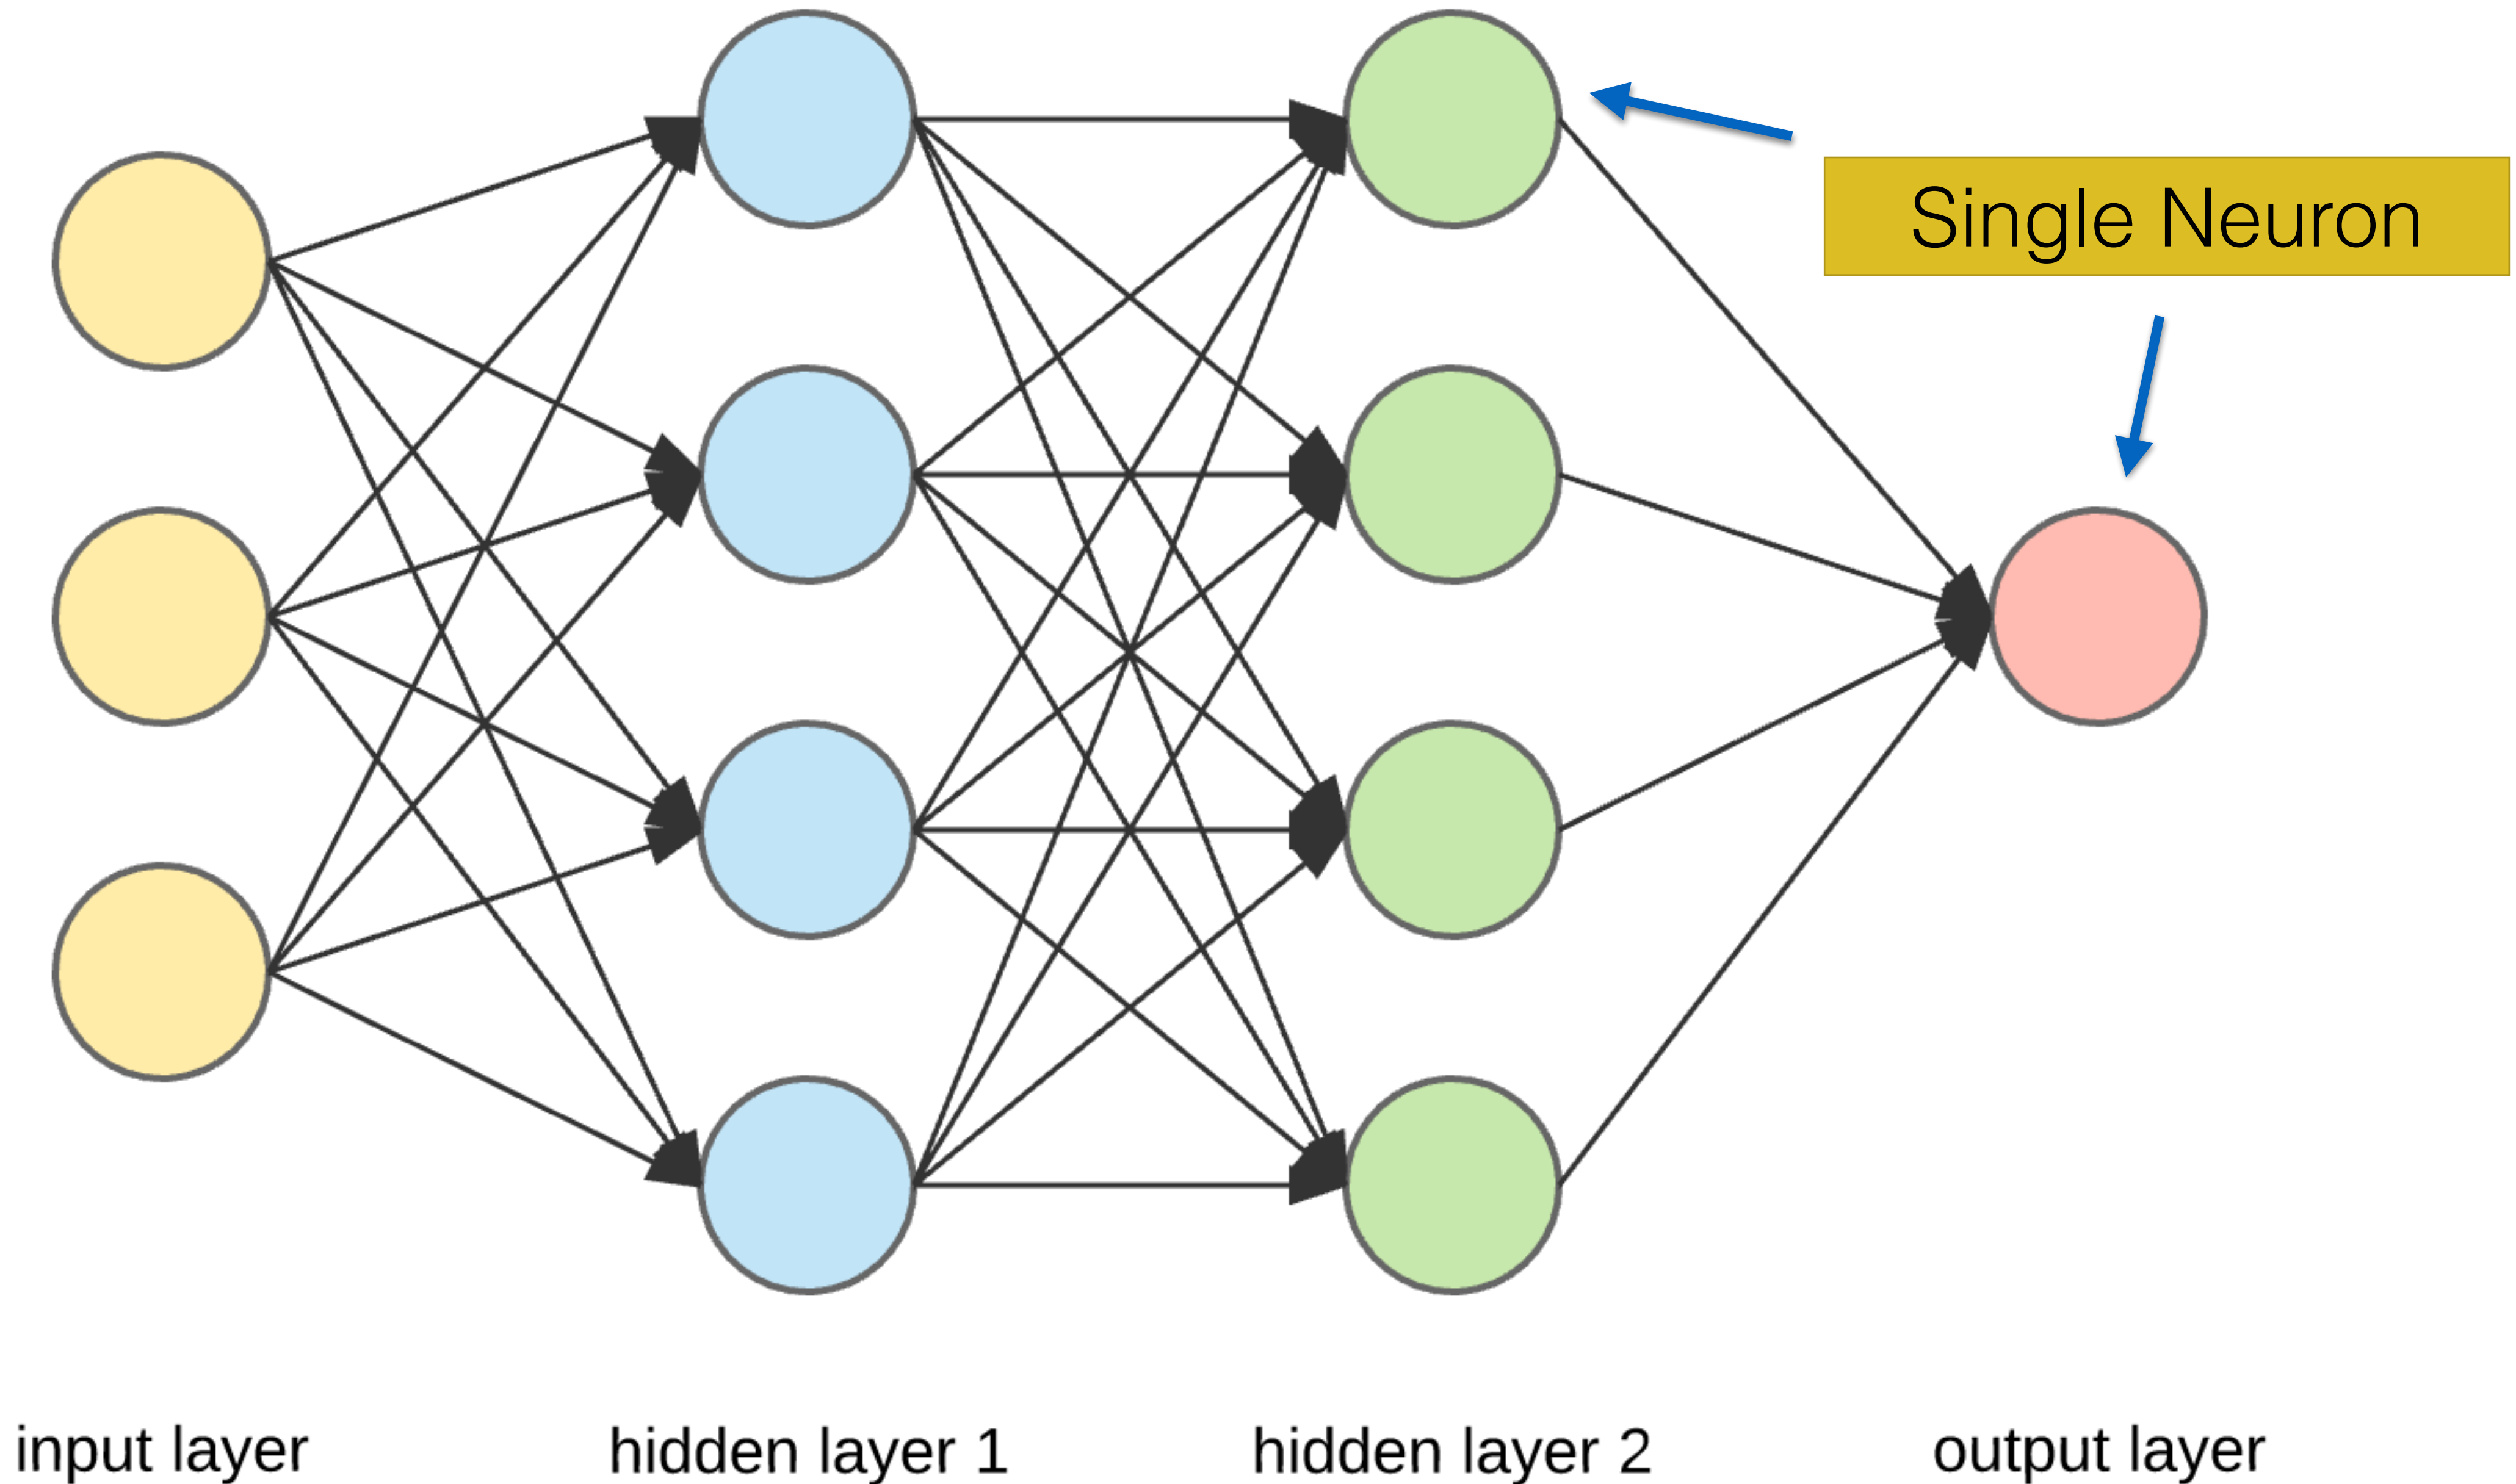 Single Neuron
input layer
hidden layer 1
hidden layer 2
output layer